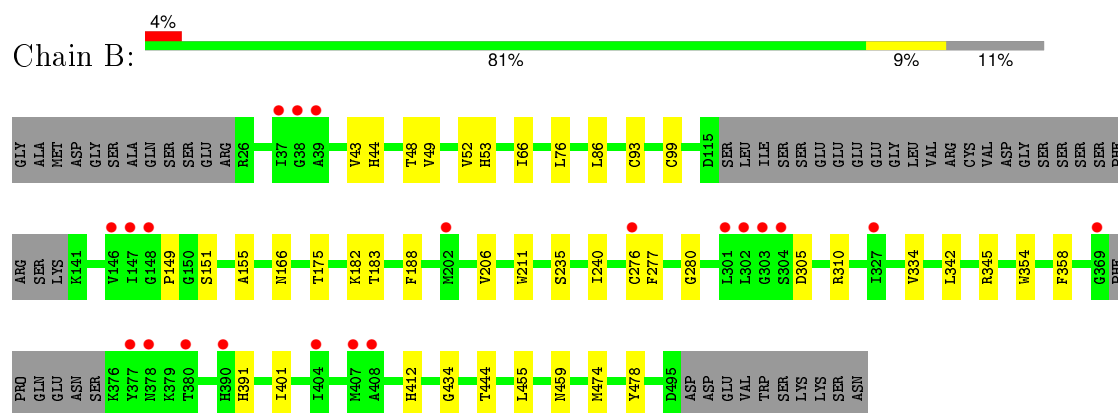 4%
Chain B:
81% 9% 11%
GLY ALA MET ASP GLY SER ALA GLN SER SER GLU ARG R26 I37 G38 A39 V43 H44 T48 V49 V52 H53 I66 L76 L86 C93 C99 D115 SER LEU ILE SER SER GLU GLU GLU GLU GLY LEU VAL ARG CYS VAL ASP GLY SER SER SER SER PHE
ARG SER LYS K141 V146 I147 G148 P149 G150 S151 A155 N166 T175 K182 T183 F188 M202 V206 W211 S235 I240 C276 F277 G280 L301 L302 G303 S304 D305 R310 I327 V334 L342 R345 W354 F358 G369 PHE
PRO GLN GLU ASN SER K376 Y377 N378 K379 T380 H390 H391 I401 I404 M407 A408 H412 G434 T444 L455 N459 M474 Y478 D495 ASP ASP GLU VAL TRP SER LYS LYS SER ASN